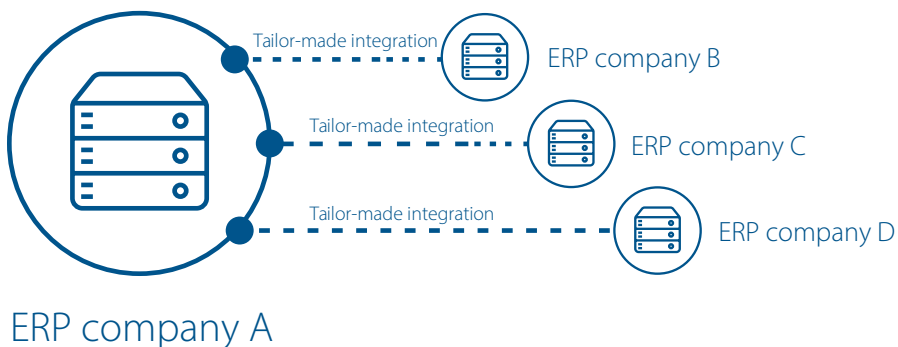 Tailor-made integration
ERP company B
Tailor-made integration
ERP company C
Tailor-made integration
ERP company D
ERP company A